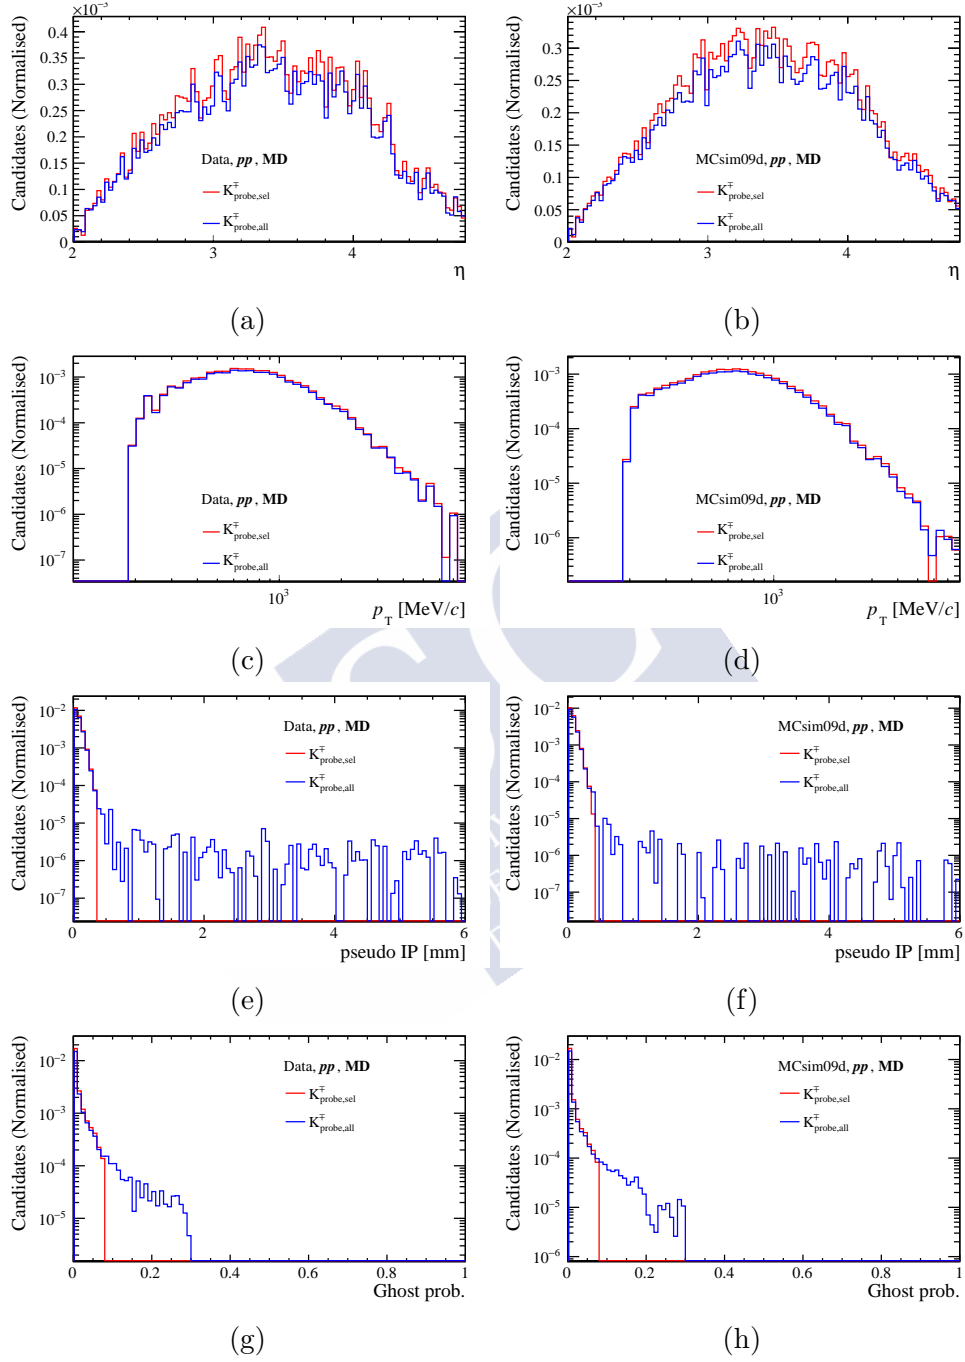 ×10⁻³
Candidates (Normalised)
0.4
0.35
0.3
0.25
0.2
0.15
0.1
0.05
0
Data, pp, MD
K∓probe,sel
K∓probe,all
2 3 4
η
(a)
×10⁻³
Candidates (Normalised)
0.3
0.25
0.2
0.15
0.1
0.05
0
MCsim09d, pp, MD
K∓probe,sel
K∓probe,all
2 3 4
η
(b)
Candidates (Normalised)
10⁻³
10⁻⁴
10⁻⁵
10⁻⁶
10⁻⁷
Data, pp, MD
K∓probe,sel
K∓probe,all
10³
pT [MeV/c]
(c)
Candidates (Normalised)
10⁻³
10⁻⁴
10⁻⁵
10⁻⁶
MCsim09d, pp, MD
K∓probe,sel
K∓probe,all
10³
pT [MeV/c]
(d)
Candidates (Normalised)
10⁻²
10⁻³
10⁻⁴
10⁻⁵
10⁻⁶
10⁻⁷
Data, pp, MD
K∓probe,sel
K∓probe,all
0 2 4 6
pseudo IP [mm]
(e)
Candidates (Normalised)
10⁻²
10⁻³
10⁻⁴
10⁻⁵
10⁻⁶
10⁻⁷
MCsim09d, pp, MD
K∓probe,sel
K∓probe,all
0 2 4 6
pseudo IP [mm]
(f)
Candidates (Normalised)
10⁻²
10⁻³
10⁻⁴
10⁻⁵
Data, pp, MD
K∓probe,sel
K∓probe,all
0 0.2 0.4 0.6 0.8 1
Ghost prob.
(g)
Candidates (Normalised)
10⁻²
10⁻³
10⁻⁴
10⁻⁵
10⁻⁶
MCsim09d, pp, MD
K∓probe,sel
K∓probe,all
0 0.2 0.4 0.6 0.8 1
Ghost prob.
(h)